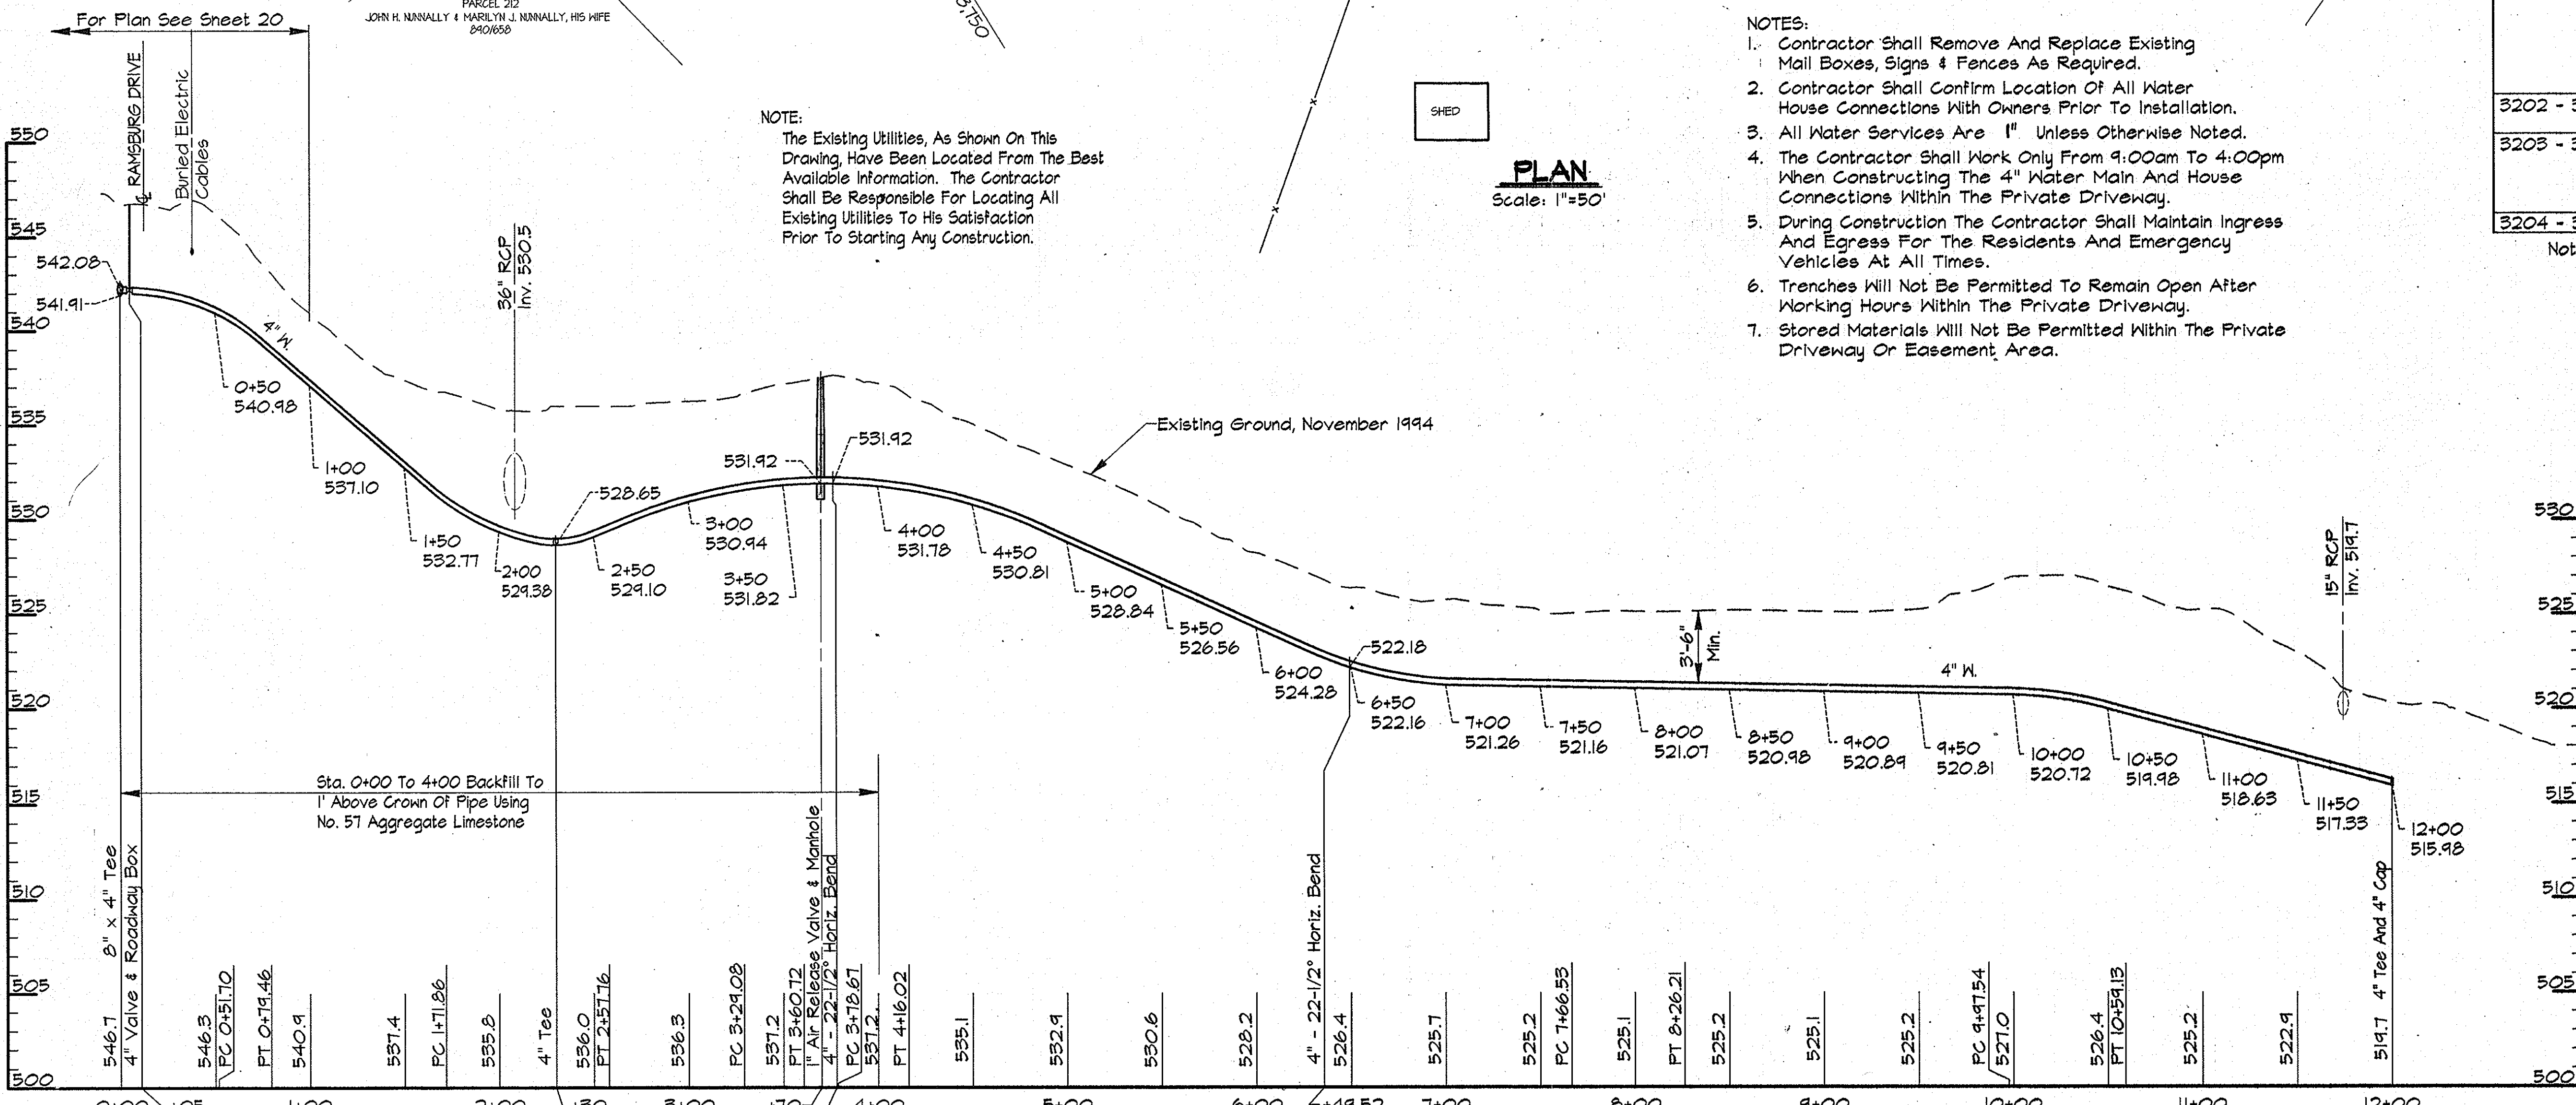 For Plan See Sheet 20
PARCEL 212
JOHN H. NUNNALLY & MARILYN J. NUNNALLY, HIS WIFE
890/658
3,750
RAMSBURG DRIVE
Buried Electric
Cables
NOTE:
The Existing Utilities, As Shown On This
Drawing, Have Been Located From The Best
Available Information. The Contractor
Shall Be Responsible For Locating All
Existing Utilities To His Satisfaction
Prior To Starting Any Construction.
SHED
PLAN
Scale: 1"=50'
NOTES:
1. Contractor Shall Remove And Replace Existing
Mail Boxes, Signs & Fences As Required.
2. Contractor Shall Confirm Location Of All Water
House Connections With Owners Prior To Installation.
3. All Water Services Are 1" Unless Otherwise Noted.
4. The Contractor Shall Work Only From 9:00am To 4:00pm
When Constructing The 4" Water Main And House
Connections Within The Private Driveway.
5. During Construction The Contractor Shall Maintain Ingress
And Egress For The Residents And Emergency
Vehicles At All Times.
6. Trenches Will Not Be Permitted To Remain Open After
Working Hours Within The Private Driveway.
7. Stored Materials Will Not Be Permitted Within The Private
Driveway Or Easement Area.
3202 - 3
3203 - 3
3204 - 3
Not
550
545
540
535
530
525
520
515
510
505
500
542.08
541.91
4" W.
0+50
540.98
1+00
537.10
1+50
532.77
36" RCP
Inv. 530.5
2+00
529.38
528.65
2+50
529.10
3+00
530.94
3+50
531.82
531.92
531.92
4+00
531.78
4+50
530.81
5+00
528.84
5+50
526.56
6+00
524.28
522.18
6+50
522.16
7+00
521.26
7+50
521.16
8+00
521.07
8+50
520.98
9+00
520.89
9+50
520.81
10+00
520.72
10+50
519.98
11+00
518.63
11+50
517.33
12+00
515.98
Existing Ground, November 1994
3'-6"
Min.
4" W.
15" RCP
Inv. 519.7
530
525
520
515
510
505
500
Sta. 0+00 To 4+00 Backfill To
1' Above Crown Of Pipe Using
No. 57 Aggregate Limestone
546.7 8" x 4" Tee
4" Valve & Roadway Box
546.3
PC 0+51.70
PT 0+79.46
540.9
537.4
PC 1+71.86
535.8
4" Tee
536.0
PT 2+57.76
536.3
PC 3+29.08
537.2
PT 3+60.72
1" Air Release Valve & Manhole
4" - 22-1/2° Horiz. Bend
PC 3+78.67
537.2
PT 4+16.02
535.1
532.9
530.6
528.2
4" - 22-1/2° Horiz. Bend
526.4
525.7
525.2
PC 7+66.53
525.1
PT 8+26.21
525.2
525.1
525.2
PC 9+97.54
527.0
526.4
PT 10+59.13
525.2
522.9
519.7 4" Tee And 4" Cap